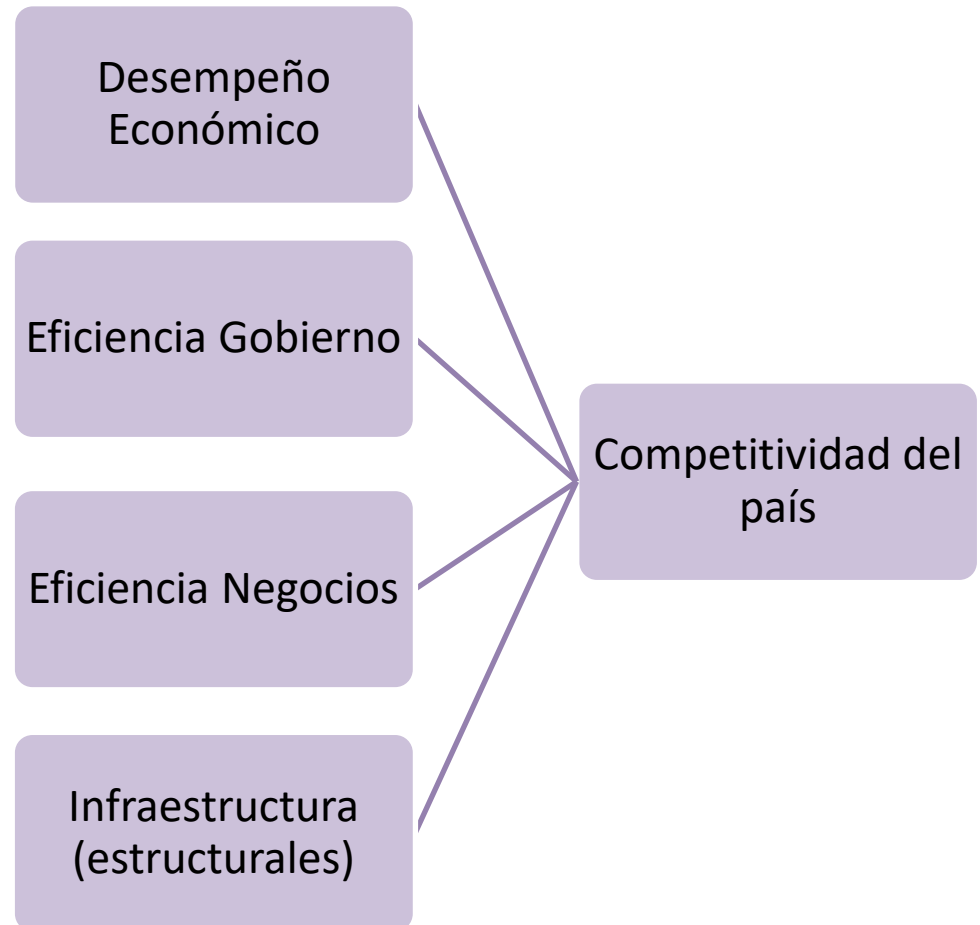 Desempeño
Económico
Eficiencia Gobierno
Competitividad del
país
Eficiencia Negocios
Infraestructura
(estructurales)